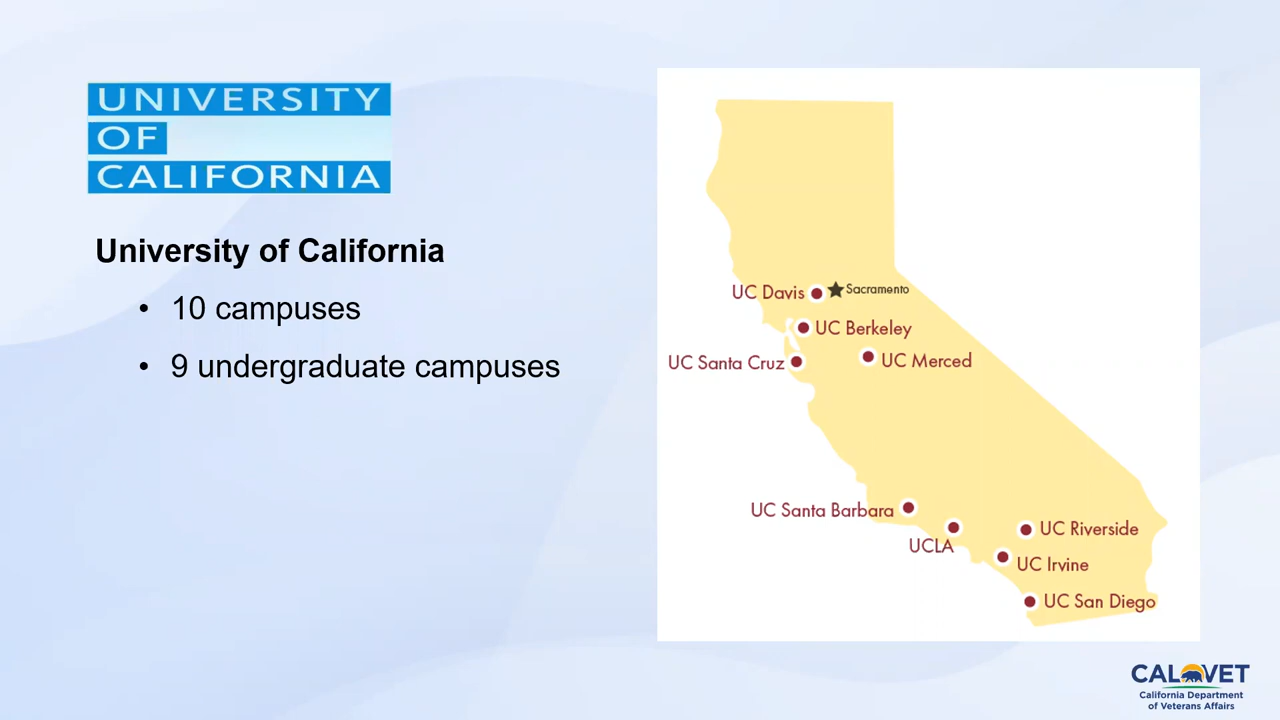 UNIVERSITY
OF
CALIFORNIA
University of California
• 10 campuses
• 9 undergraduate campuses
UC Davis
Sacramento
UC Berkeley
UC Santa Cruz
UC Merced
UC Santa Barbara
UCLA
UC Riverside
UC Irvine
UC San Diego
CALVET
California Department
of Veterans Affairs